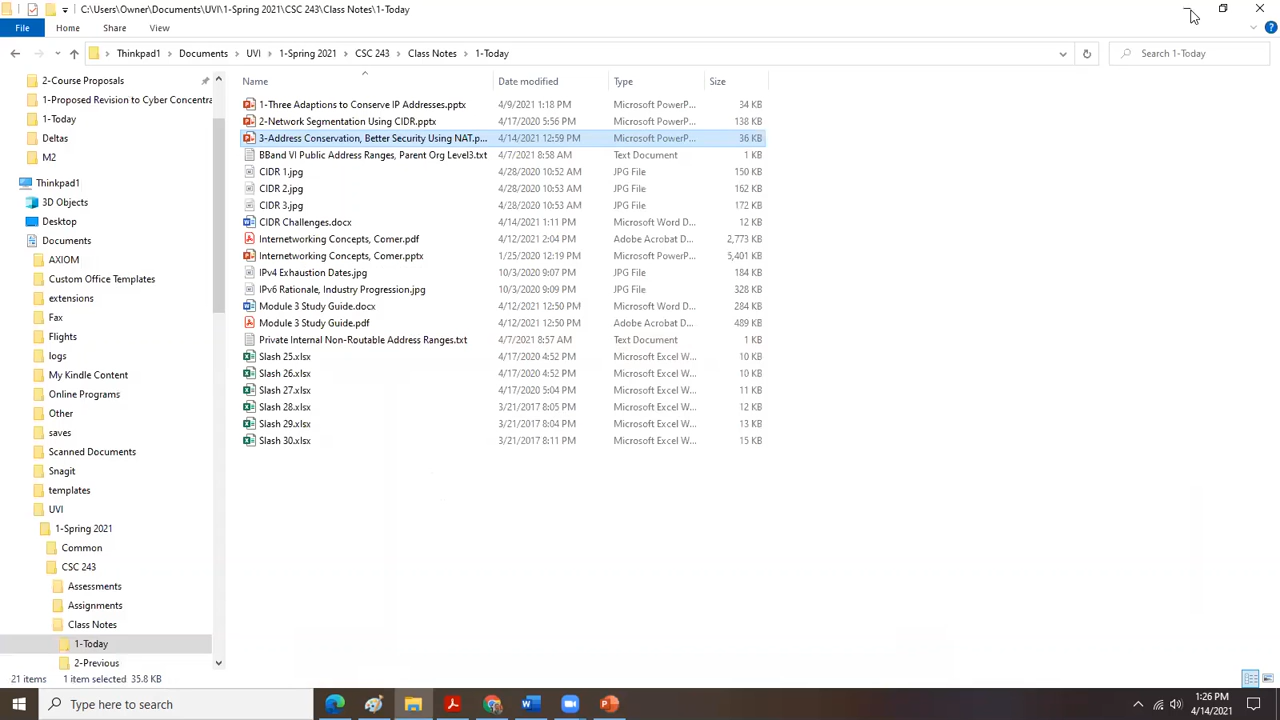 C:\Users\Owner\Documents\UVI\1-Spring 2021\CSC 243\Class Notes\1-Today
File Home Share View
Thinkpad1 Documents UVI 1-Spring 2021 CSC 243 Class Notes 1-Today
Search 1-Today
Name Date modified Type Size
1-Three Adaptions to Conserve IP Addresses.pptx 4/9/2021 1:18 PM Microsoft PowerP... 34 KB
2-Network Segmentation Using CIDR.pptx 4/17/2020 5:56 PM Microsoft PowerP... 138 KB
3-Address Conservation, Better Security Using NAT.p... 4/14/2021 12:59 PM Microsoft PowerP... 36 KB
BBand VI Public Address Ranges, Parent Org Level3.txt 4/7/2021 8:58 AM Text Document 1 KB
CIDR 1.jpg 4/28/2020 10:52 AM JPG File 150 KB
CIDR 2.jpg 4/28/2020 10:53 AM JPG File 162 KB
CIDR 3.jpg 4/28/2020 10:53 AM JPG File 172 KB
CIDR Challenges.docx 4/14/2021 1:11 PM Microsoft Word D... 12 KB
Internetworking Concepts, Comer.pdf 4/12/2021 2:04 PM Adobe Acrobat D... 2,773 KB
Internetworking Concepts, Comer.pptx 1/25/2020 12:19 PM Microsoft PowerP... 5,401 KB
IPv4 Exhaustion Dates.jpg 10/3/2020 9:07 PM JPG File 184 KB
IPv6 Rationale, Industry Progression.jpg 10/3/2020 9:09 PM JPG File 328 KB
Module 3 Study Guide.docx 4/12/2021 12:50 PM Microsoft Word D... 284 KB
Module 3 Study Guide.pdf 4/12/2021 12:50 PM Adobe Acrobat D... 489 KB
Private Internal Non-Routable Address Ranges.txt 4/7/2021 8:57 AM Text Document 1 KB
Slash 25.xlsx 4/17/2020 4:52 PM Microsoft Excel W... 10 KB
Slash 26.xlsx 4/17/2020 4:52 PM Microsoft Excel W... 10 KB
Slash 27.xlsx 4/17/2020 5:04 PM Microsoft Excel W... 11 KB
Slash 28.xlsx 3/21/2017 8:05 PM Microsoft Excel W... 12 KB
Slash 29.xlsx 3/21/2017 8:04 PM Microsoft Excel W... 13 KB
Slash 30.xlsx 3/21/2017 8:11 PM Microsoft Excel W... 15 KB
2-Course Proposals
1-Proposed Revision to Cyber Concentra
1-Today
Deltas
M2
Thinkpad1
3D Objects
Desktop
Documents
AXIOM
Custom Office Templates
extensions
Fax
Flights
logs
My Kindle Content
Online Programs
Other
saves
Scanned Documents
Snagit
templates
UVI
1-Spring 2021
Common
CSC 243
Assessments
Assignments
Class Notes
1-Today
2-Previous
21 items 1 item selected 35.8 KB
Type here to search
1:26 PM
4/14/2021